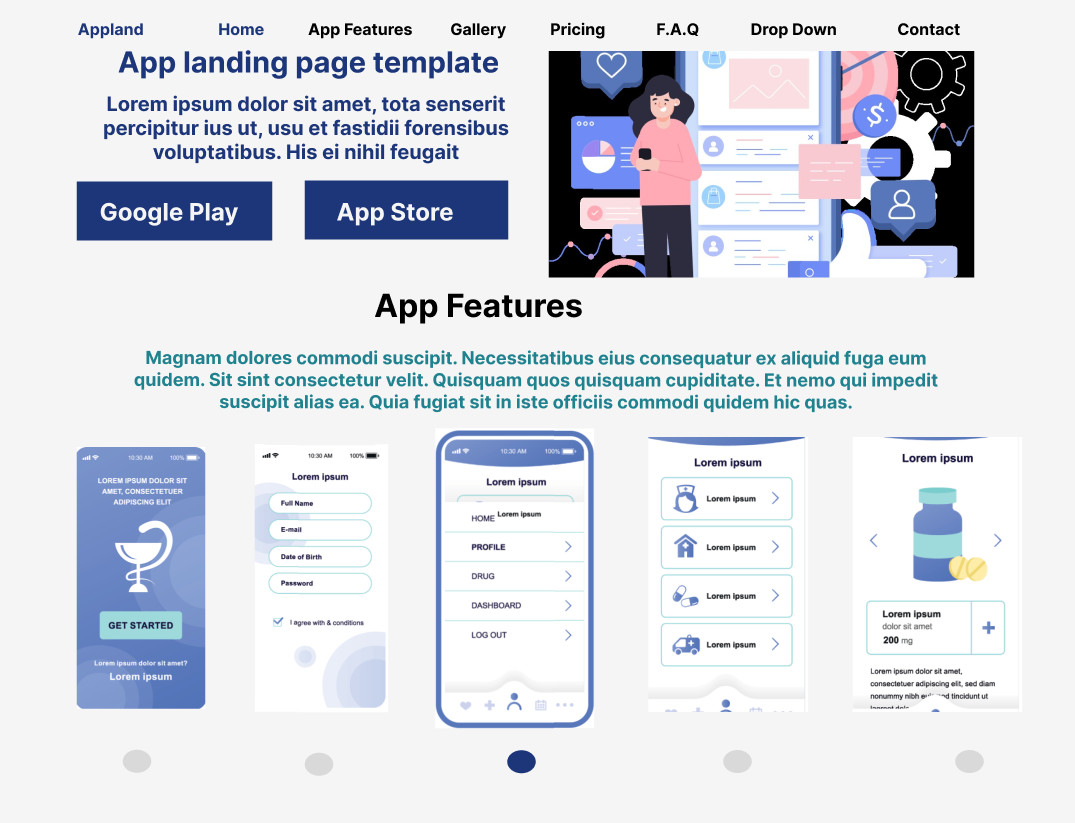 Appland Home App Features Gallery Pricing F.A.Q Drop Down Contact
App landing page template
Lorem ipsum dolor sit amet, tota senserit
percipitur ius ut, usu et fastidii forensibus
voluptatibus. His ei nihil feugait
Google Play App Store
App Features
Magnam dolores commodi suscipit. Necessitatibus eius consequatur ex aliquid fuga eum
quidem. Sit sint consectetur velit. Quisquam quos quisquam cupiditate. Et nemo qui impedit
suscipit alias ea. Quia fugiat sit in iste officiis commodi quidem hic quas.
10:30 AM 100%
LOREM IPSUM DOLOR SIT
AMET, CONSECTETUER
ADIPISCING ELIT
GET STARTED
Lorem ipsum dolor sit amet?
Lorem ipsum
10:30 AM 100%
Lorem ipsum
Full Name
E-mail
Date of Birth
Password
I agree with & conditions
10:30 AM 100%
Lorem ipsum
HOME Lorem ipsum
PROFILE
DRUG
DASHBOARD
LOG OUT
Lorem ipsum
Lorem ipsum
Lorem ipsum
Lorem ipsum
Lorem ipsum
Lorem ipsum
Lorem ipsum
dolor sit amet
200 mg
Lorem ipsum dolor sit amet,
consectetuer adipiscing elit, sed diam
nonummy nibh euismod tincidunt ut